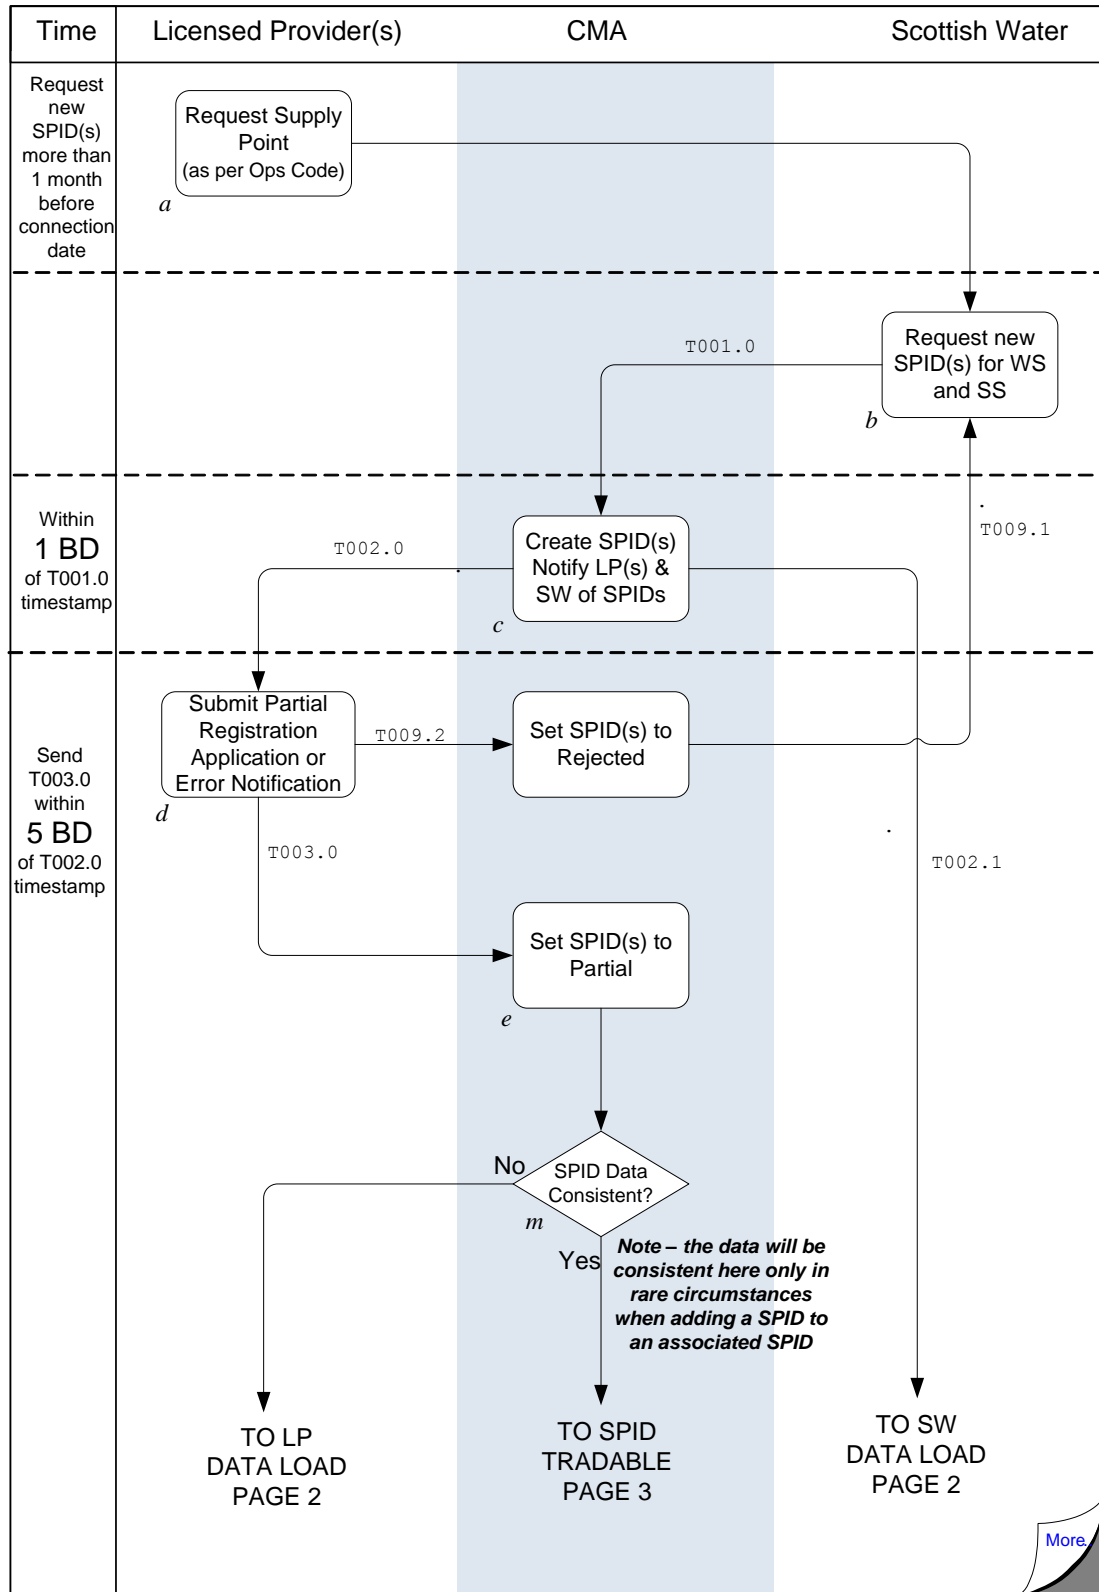 Time
Licensed Provider(s)
CMA
Scottish Water
Request
new
SPID(s)
more than
1 month
before
connection
date
Request Supply
Point
(as per Ops Code)
a
Request new
SPID(s) for WS
and SS
b
T001.0
Within
1 BD
of T001.0
timestamp
T002.0
Create SPID(s)
Notify LP(s) &
SW of SPIDs
c
T009.1
Send
T003.0
within
5 BD
of T002.0
timestamp
Submit Partial
Registration
Application or
Error Notification
d
T009.2
Set SPID(s) to
Rejected
T003.0
T002.1
Set SPID(s) to
Partial
e
No
SPID Data
Consistent?
m
Yes
Note – the data will be
consistent here only in
rare circumstances
when adding a SPID to
an associated SPID
TO LP
DATA LOAD
PAGE 2
TO SPID
TRADABLE
PAGE 3
TO SW
DATA LOAD
PAGE 2
More.